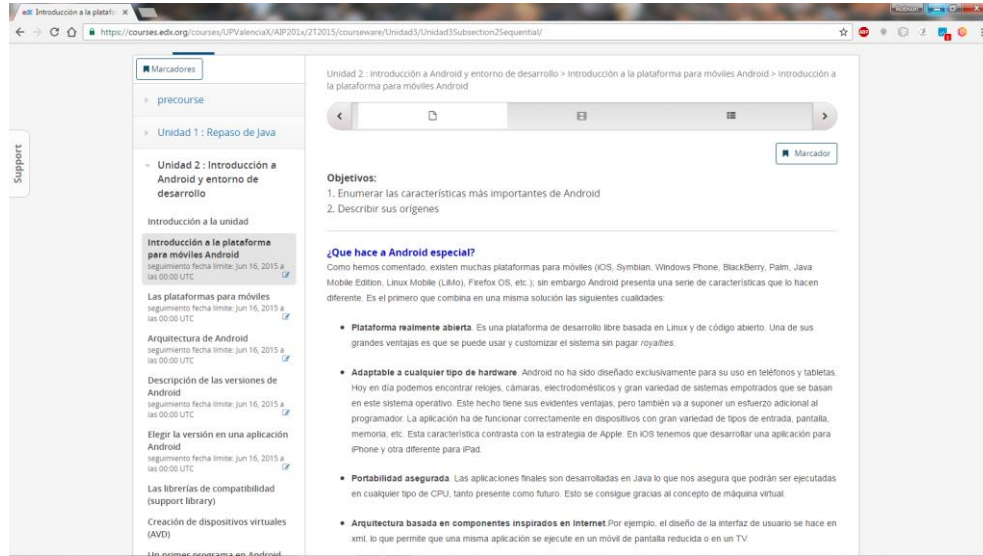 Introducción a la platafo
Robinson
https://courses.edx.org/courses/UPValenciaX/AIP201x/2T2015/courseware/Unidad3/Unidad3Subsection2Sequential/
Support
Marcadores
precourse
Unidad 1 : Repaso de Java
Unidad 2 : Introducción a
Android y entorno de
desarrollo
Introducción a la unidad
Introducción a la plataforma
para móviles Android
seguimiento fecha límite: Jun 16, 2015 a
las 00:00 UTC
Las plataformas para móviles
seguimiento fecha límite: Jun 16, 2015 a
las 00:00 UTC
Arquitectura de Android
seguimiento fecha límite: Jun 16, 2015 a
las 00:00 UTC
Descripción de las versiones de
Android
seguimiento fecha límite: Jun 16, 2015 a
las 00:00 UTC
Elegir la versión en una aplicación
Android
seguimiento fecha límite: Jun 16, 2015 a
las 00:00 UTC
Las librerías de compatibilidad
(support library)
Creación de dispositivos virtuales
(AVD)
Un primer programa en Android
Unidad 2 : Introducción a Android y entorno de desarrollo > Introducción a la plataforma para móviles Android > Introducción a
la plataforma para móviles Android
Marcador
Objetivos:
1. Enumerar las características más importantes de Android
2. Describir sus orígenes
¿Que hace a Android especial?
Como hemos comentado, existen muchas plataformas para móviles (iOS, Symbian, Windows Phone, BlackBerry, Palm, Java
Mobile Edition, Linux Mobile (LiMo), Firefox OS, etc.); sin embargo Android presenta una serie de características que lo hacen
diferente. Es el primero que combina en una misma solución las siguientes cualidades:
• Plataforma realmente abierta. Es una plataforma de desarrollo libre basada en Linux y de código abierto. Una de sus
grandes ventajas es que se puede usar y customizar el sistema sin pagar royalties.
• Adaptable a cualquier tipo de hardware. Android no ha sido diseñado exclusivamente para su uso en teléfonos y tabletas.
Hoy en día podemos encontrar relojes, cámaras, electrodomésticos y gran variedad de sistemas empotrados que se basan
en este sistema operativo. Este hecho tiene sus evidentes ventajas, pero también va a suponer un esfuerzo adicional al
programador. La aplicación ha de funcionar correctamente en dispositivos con gran variedad de tipos de entrada, pantalla,
memoria, etc. Esta característica contrasta con la estrategia de Apple. En iOS tenemos que desarrollar una aplicación para
iPhone y otra diferente para iPad.
• Portabilidad asegurada. Las aplicaciones finales son desarrolladas en Java lo que nos asegura que podrán ser ejecutadas
en cualquier tipo de CPU, tanto presente como futuro. Esto se consigue gracias al concepto de máquina virtual.
• Arquitectura basada en componentes inspirados en Internet.Por ejemplo, el diseño de la interfaz de usuario se hace en
xml, lo que permite que una misma aplicación se ejecute en un móvil de pantalla reducida o en un TV.